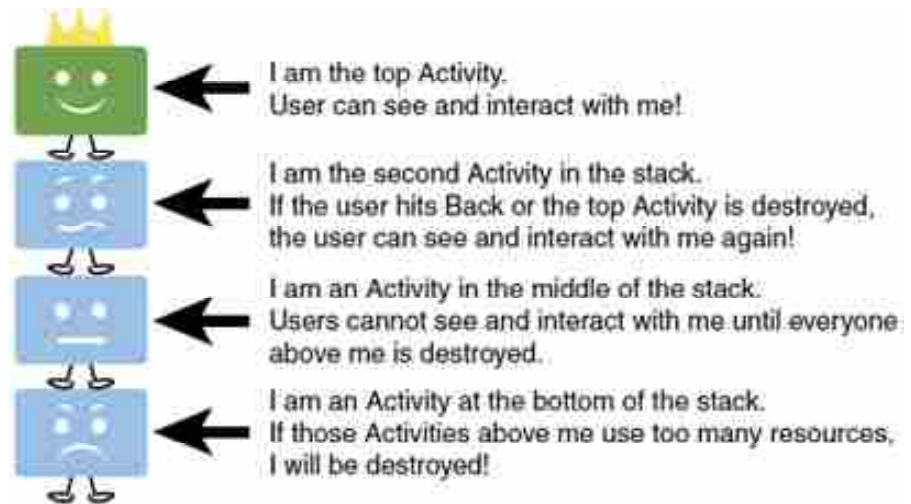 I am the top Activity.
User can see and interact with me!
I am the second Activity in the stack.
If the user hits Back or the top Activity is destroyed,
the user can see and interact with me again!
I am an Activity in the middle of the stack.
Users cannot see and interact with me until everyone
above me is destroyed.
I am an Activity at the bottom of the stack.
If those Activities above me use too many resources,
I will be destroyed!